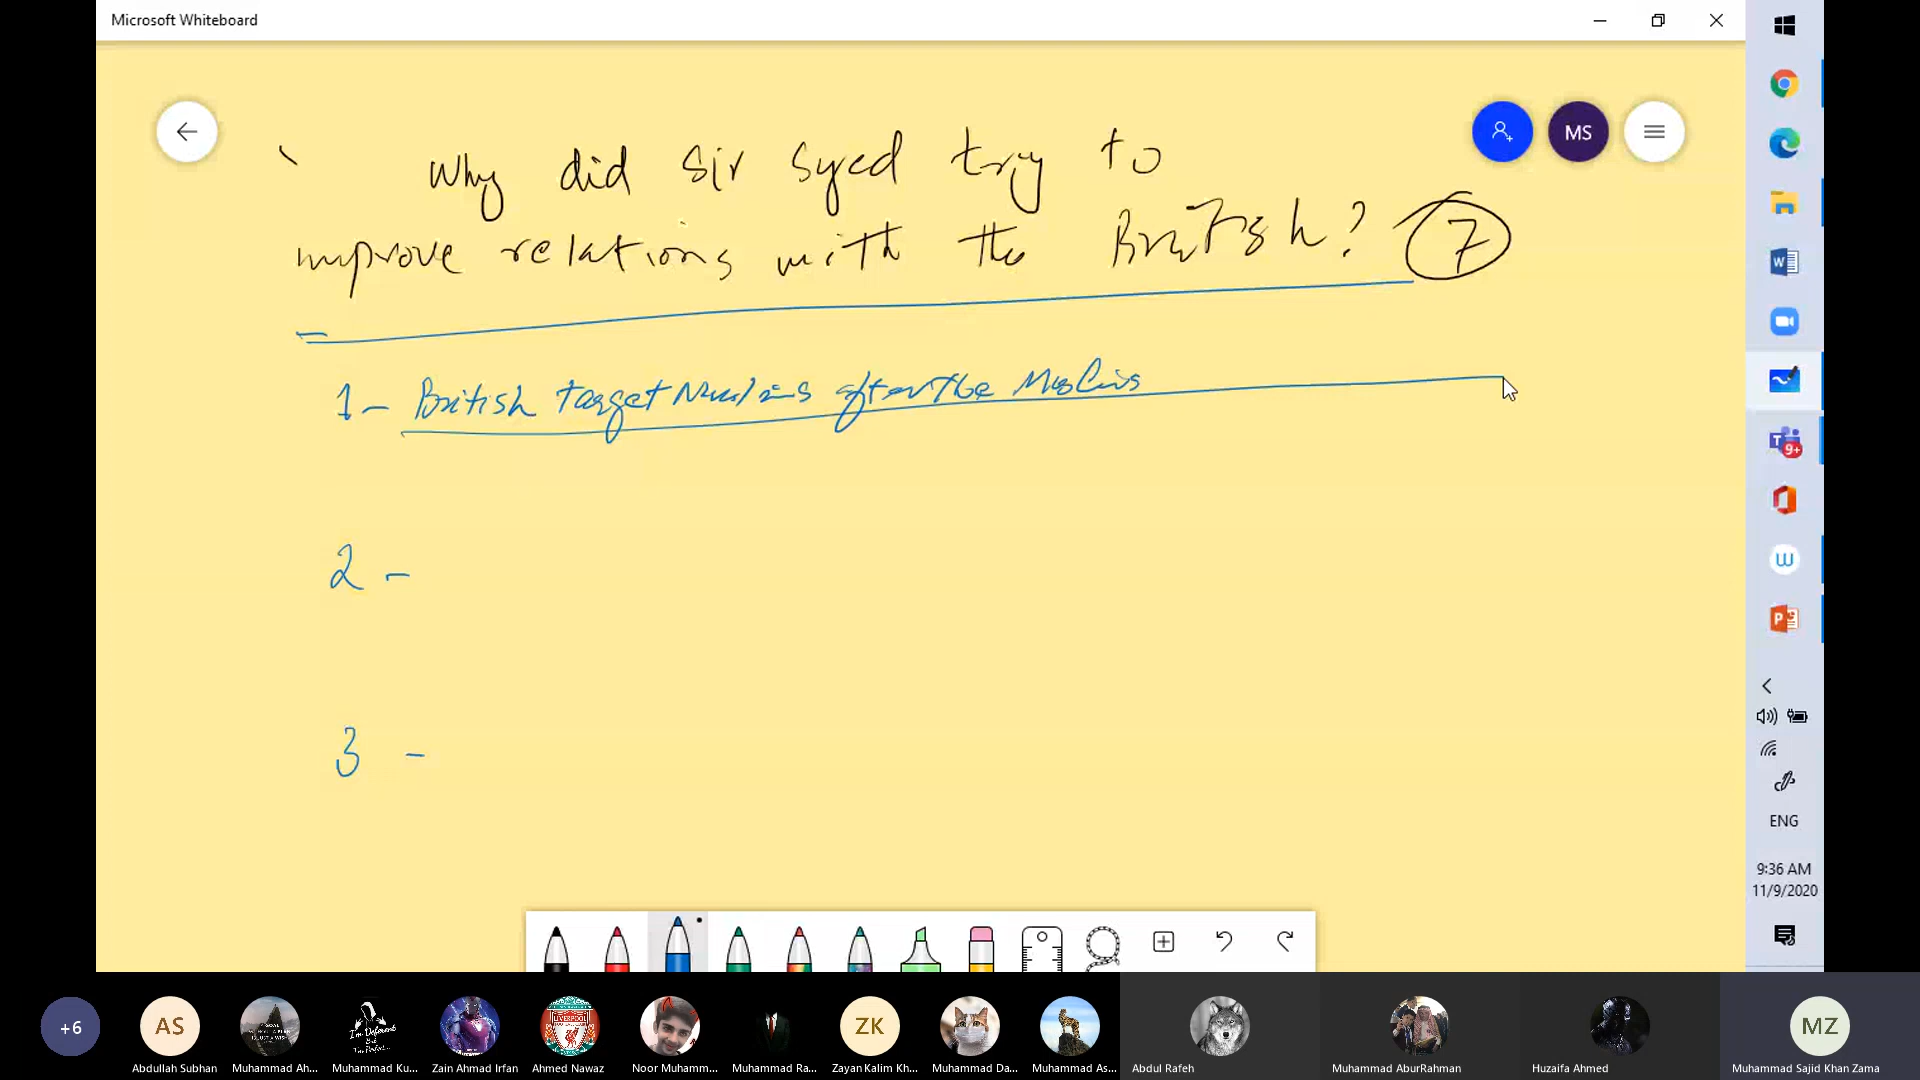 Microsoft Whiteboard
MS
Why did Sir Syed try to
improve relations with the British? 7
1- British target Muslims after the Muslims
2-
3 -
T 9+
W
P
ENG
9:36 AM
11/9/2020
+6
AS
ZK
MZ
Abdullah Subhan
Muhammad Ah...
Muhammad Ku...
Zain Ahmad Irfan
Ahmed Nawaz
Noor Muhamm...
Muhammad Ra...
Zayan Kalim Kh...
Muhammad Da...
Muhammad As...
Abdul Rafeh
Muhammad AburRahman
Huzaifa Ahmed
Muhammad Sajid Khan Zama